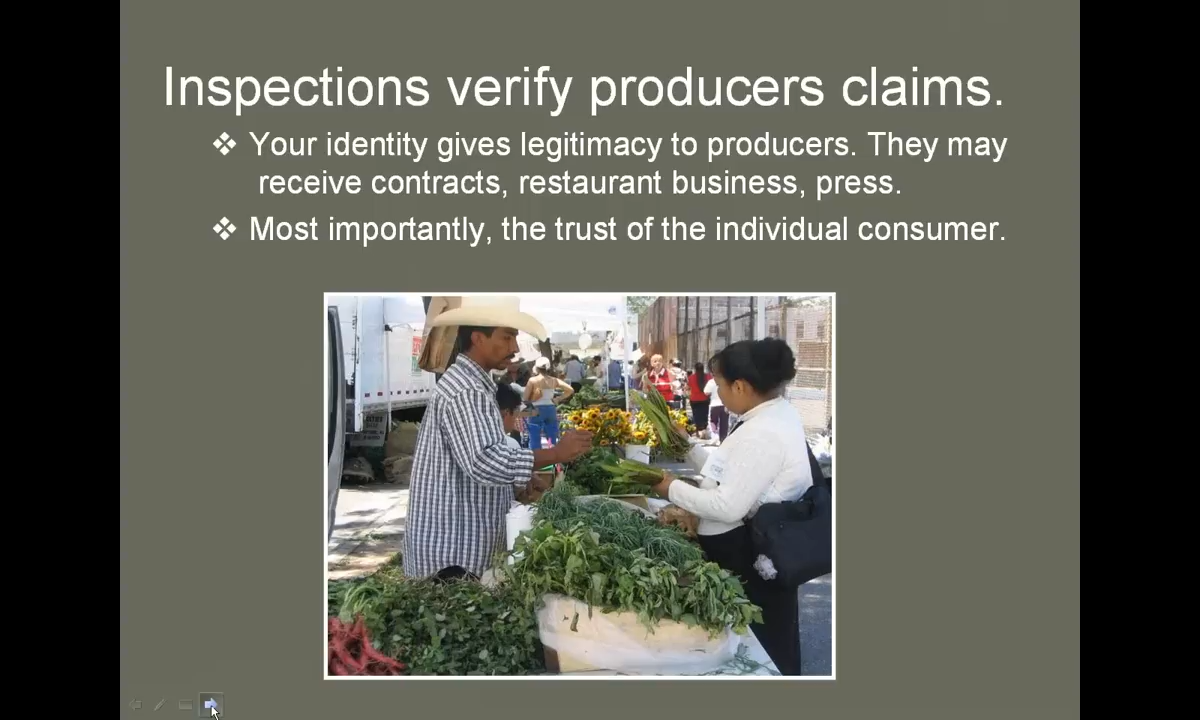 Inspections verify producers claims.
❖ Your identity gives legitimacy to producers. They may
receive contracts, restaurant business, press.
❖ Most importantly, the trust of the individual consumer.